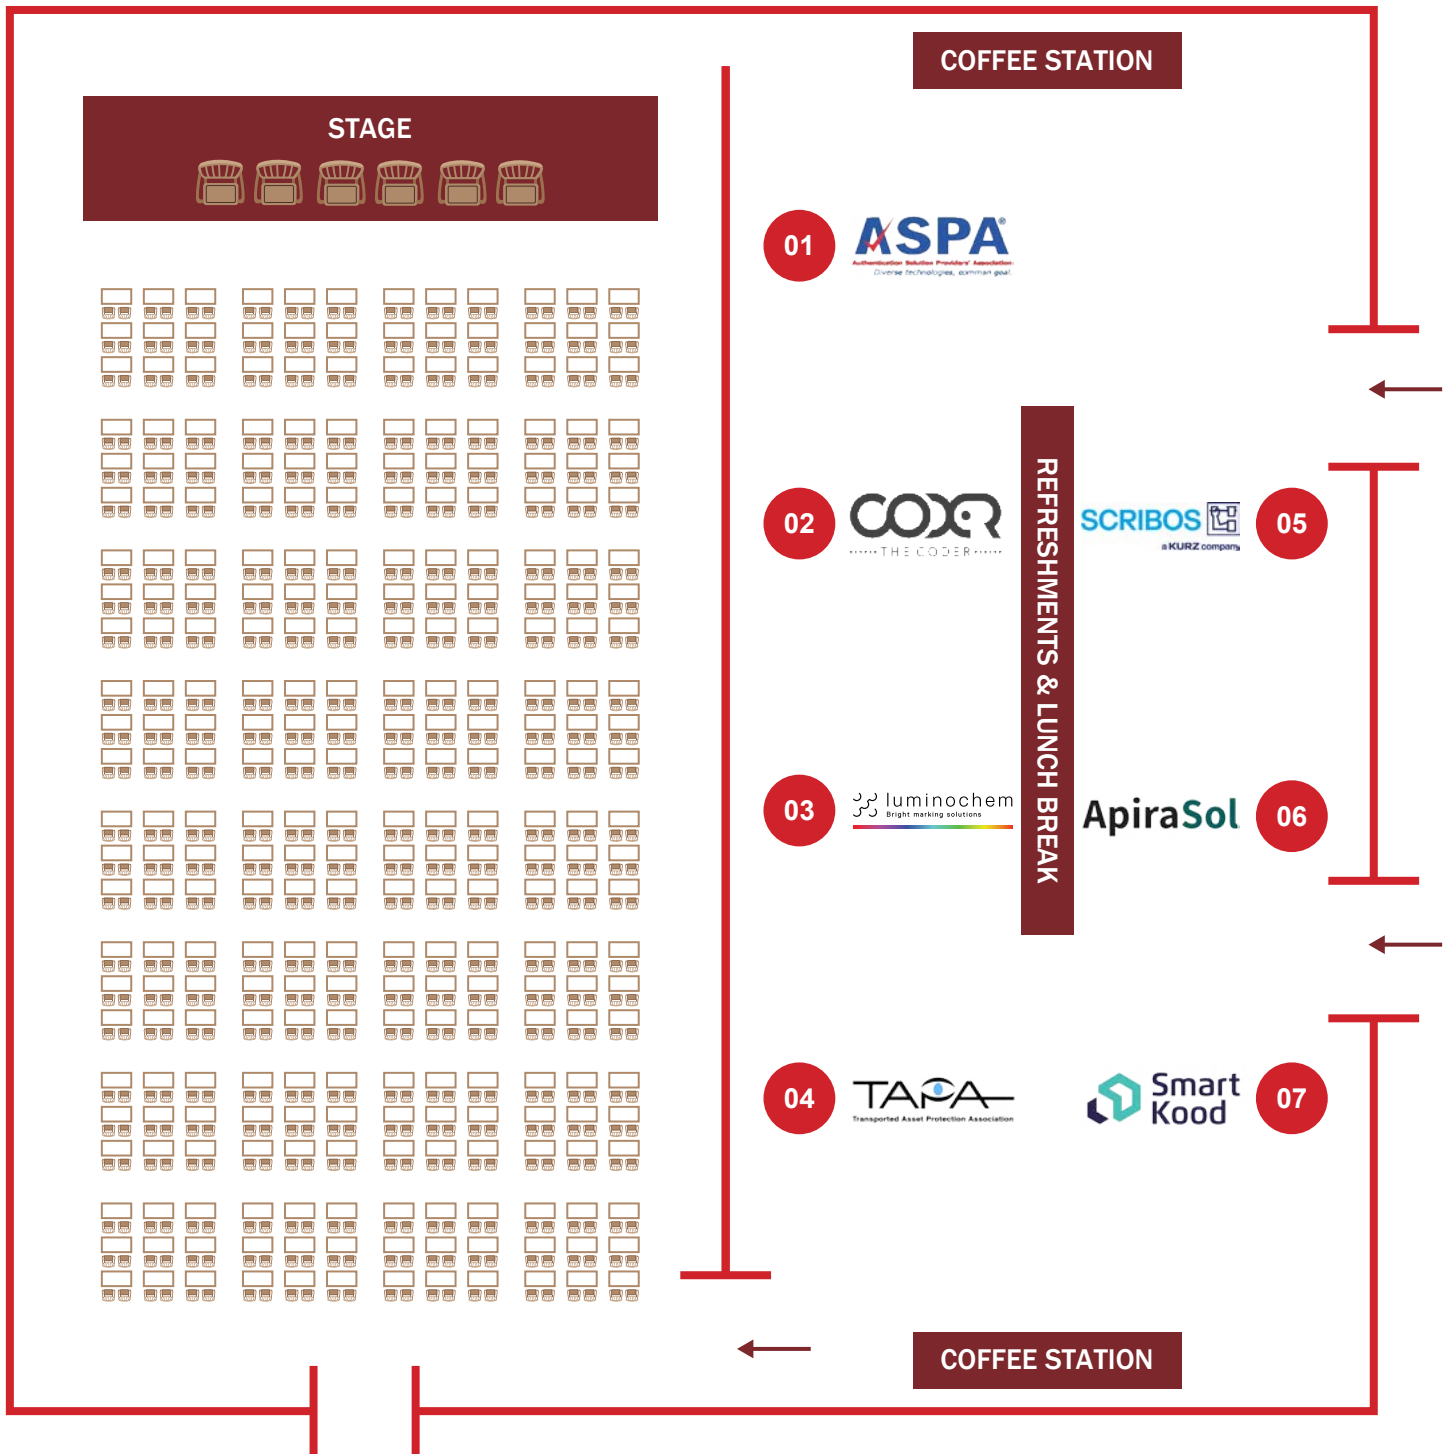 COFFEE STATION
STAGE
01
ASPA®
Authentication Solution Providers' Association
Diverse technologies, common goal.
02
COXR
THE CODER
REFRESHMENTS & LUNCH BREAK
SCRIBOS
a KURZ company
05
03
luminochem
Bright marking solutions
ApiraSol
06
04
TAPA
Transported Asset Protection Association
Smart
Kood
07
COFFEE STATION